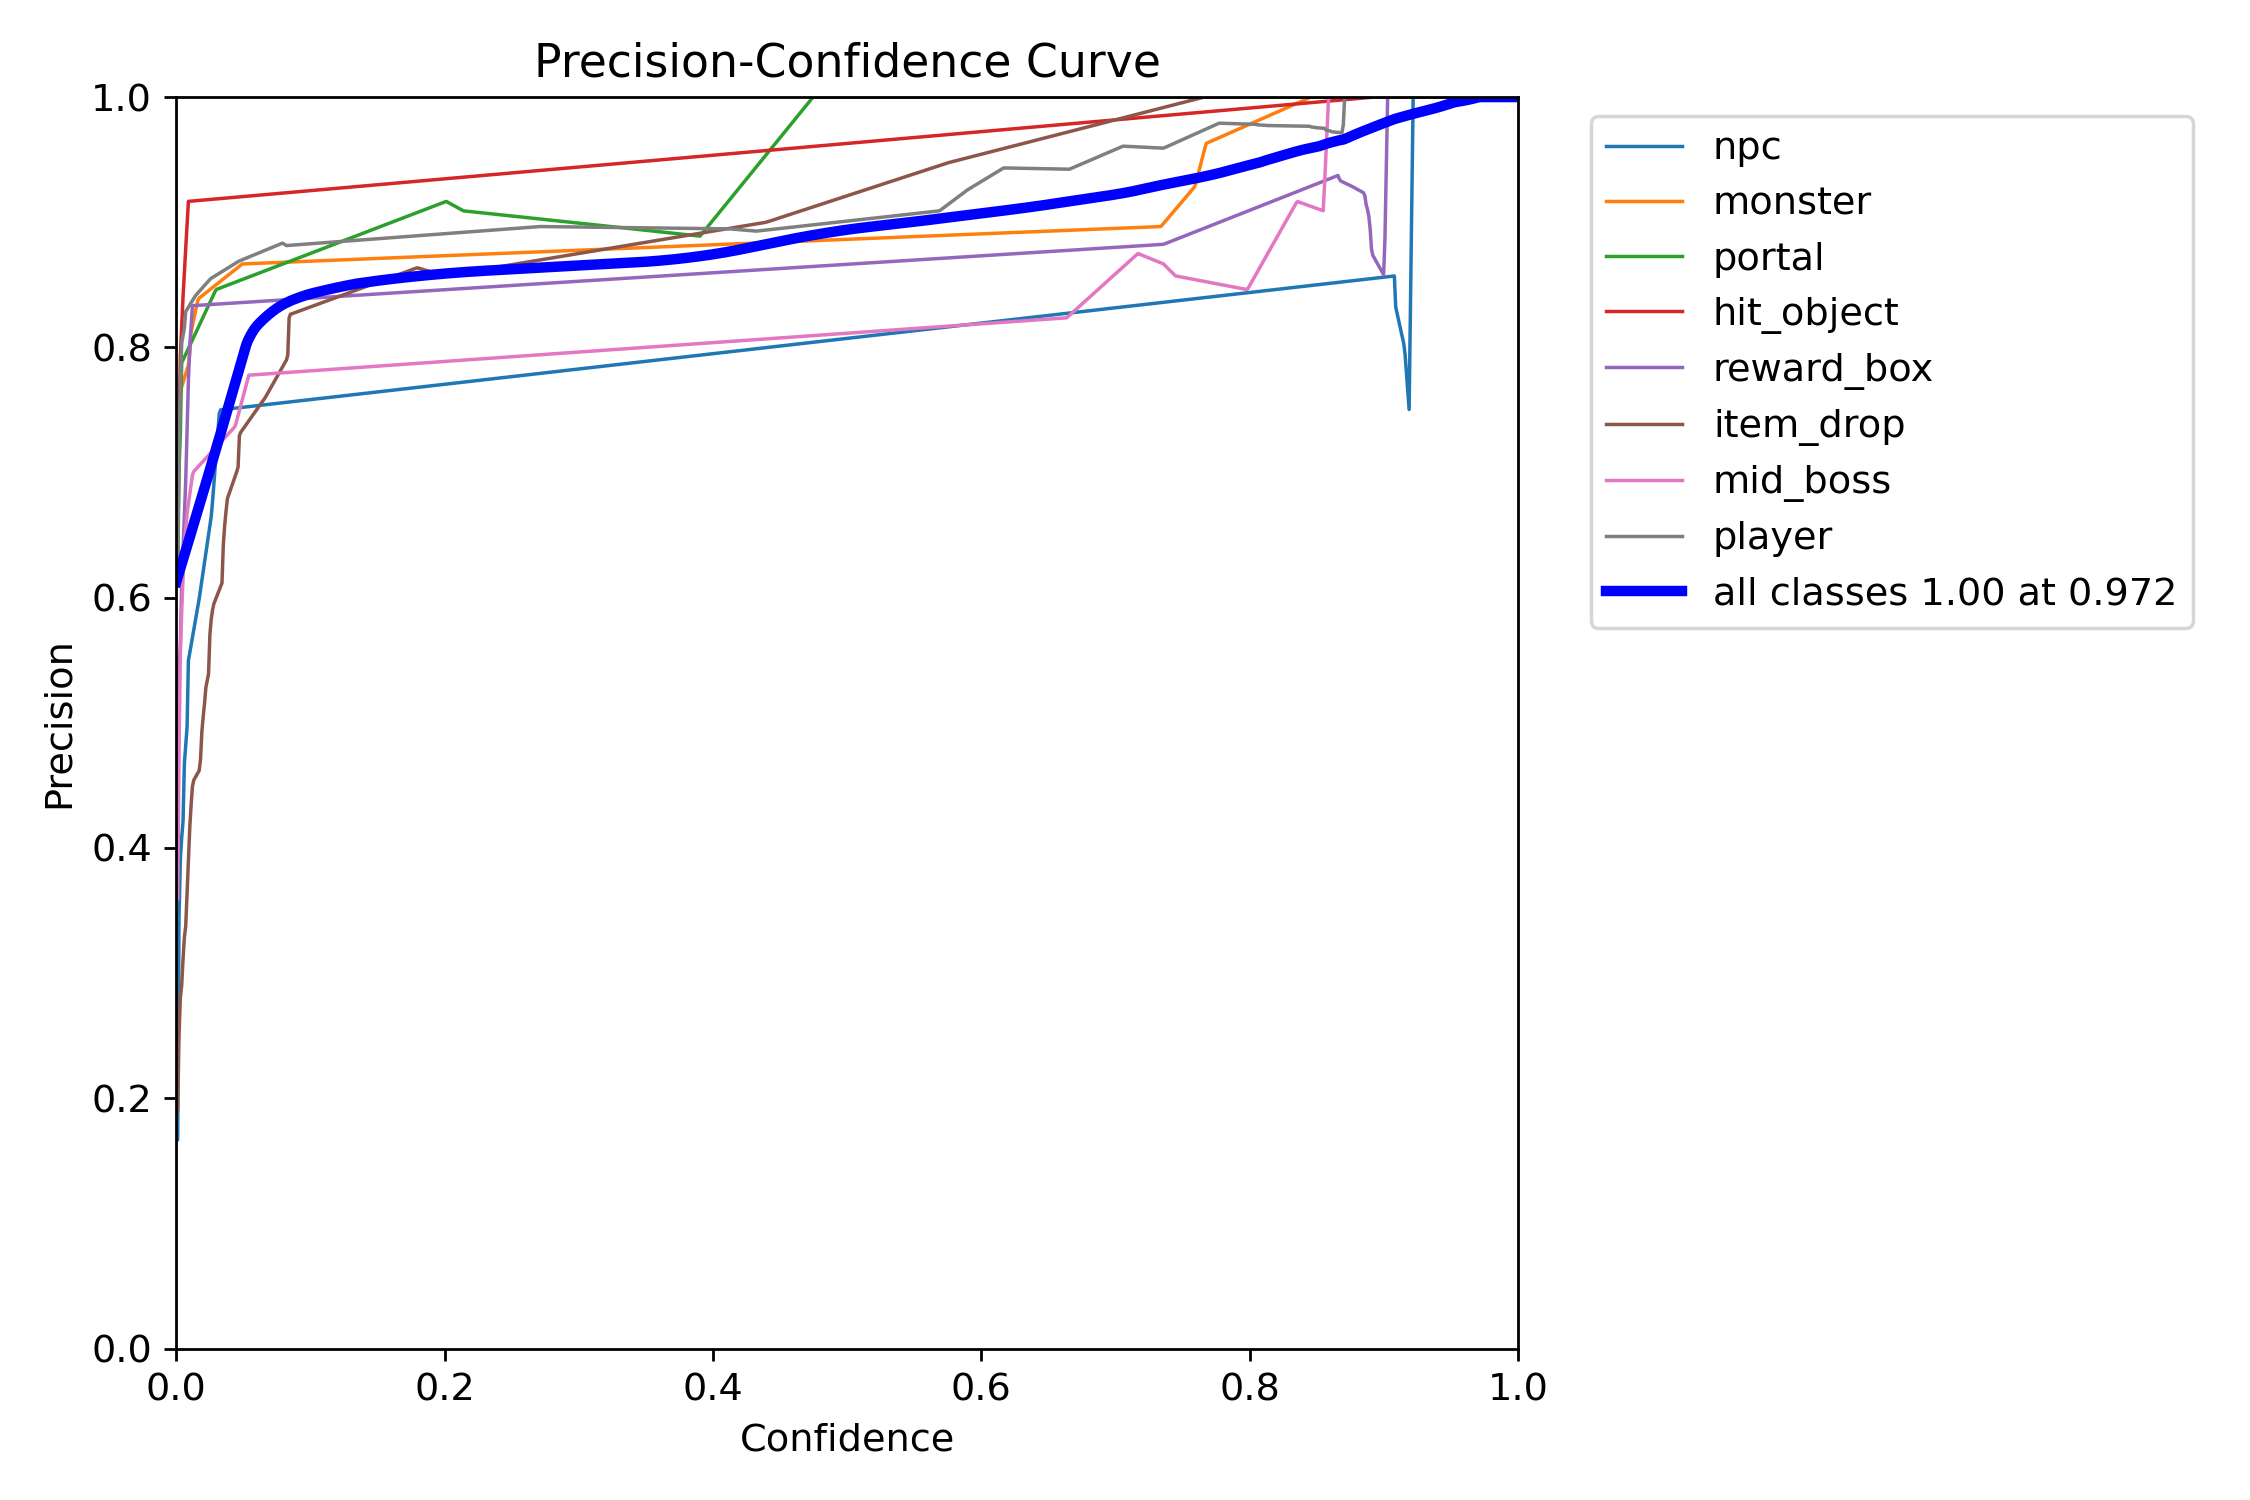 Precision-Confidence Curve
1.0
0.8
0.6
0.4
0.2
0.0
Precision
0.0 0.2 0.4 0.6 0.8 1.0
Confidence
npc
monster
portal
hit_object
reward_box
item_drop
mid_boss
player
all classes 1.00 at 0.972